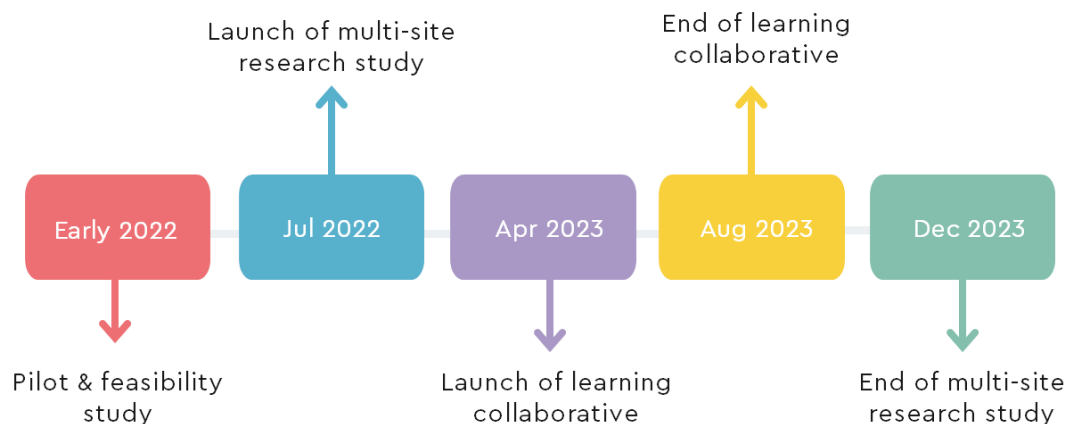 Launch of multi-site
research study
End of learning
collaborative
Early 2022
Jul 2022
Apr 2023
Aug 2023
Dec 2023
Pilot & feasibility
study
Launch of learning
collaborative
End of multi-site
research study